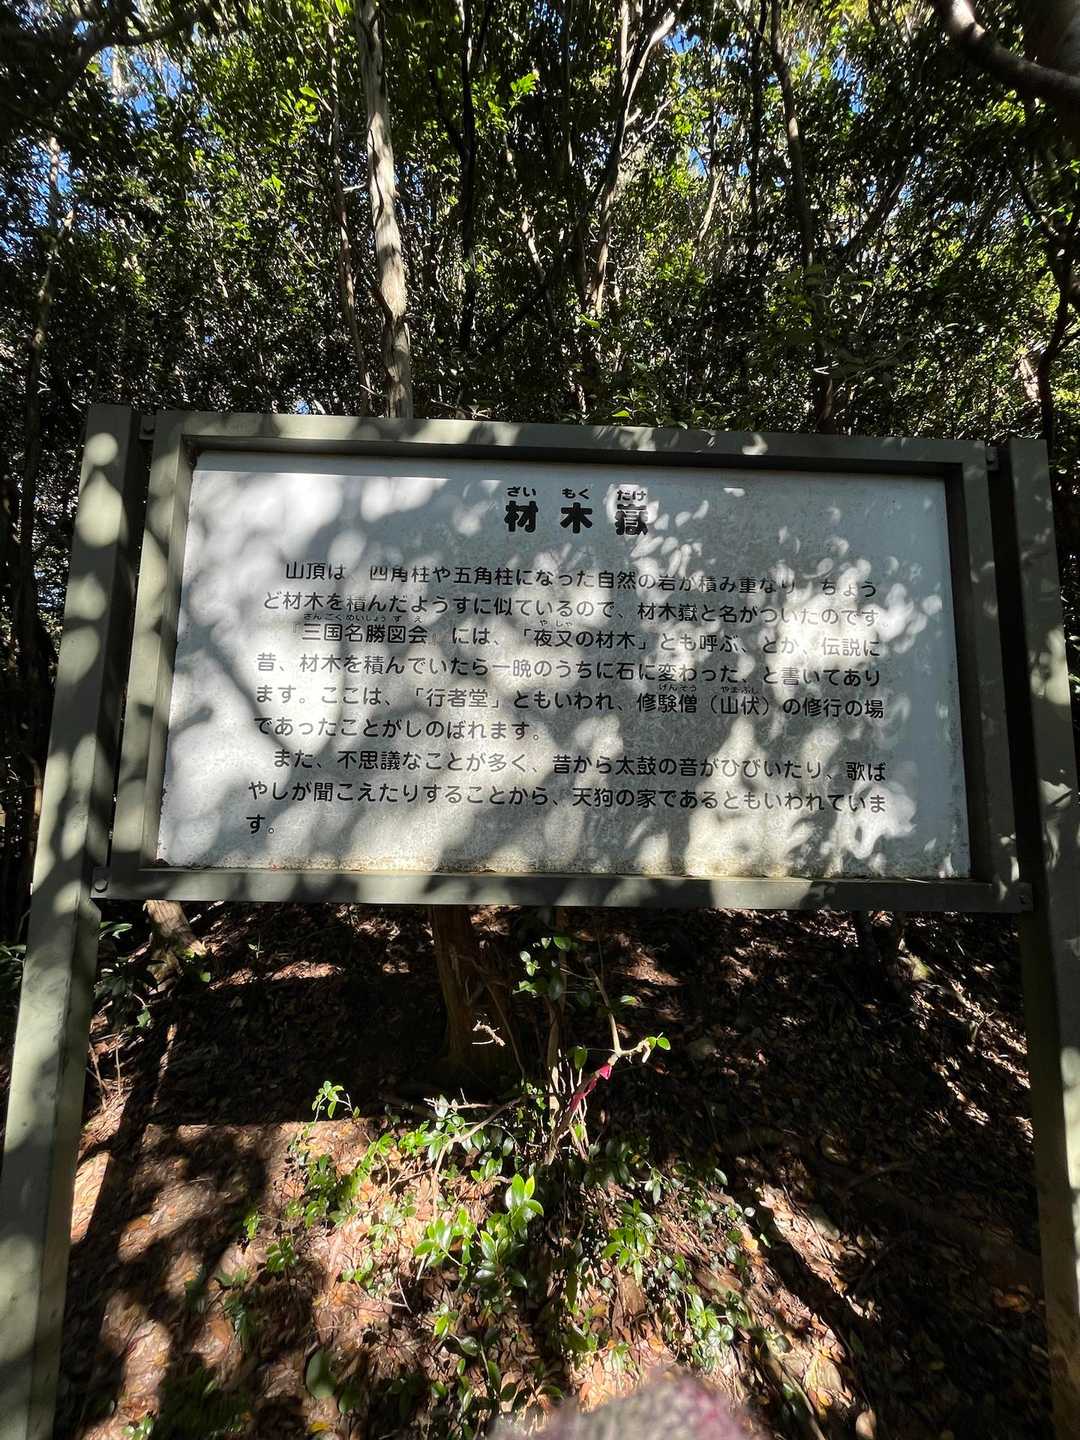 ざい もく たけ
材木嶽
山頂は、四角柱や五角柱になった自然の岩が積み重なり、ちょう
ど材木を積んだようすに似ているので、材木嶽と名がついたのです。
さんごくめいしょうずえ やしゃ
『三国名勝図会』には、「夜叉の材木」とも呼ぶ、とか、伝説に
昔、材木を積んでいたら一晩のうちに石に変わった、と書いてあり
げんそう やまぶし
ます。ここは、「行者堂」ともいわれ、修験僧（山伏）の修行の場
であったことがしのばれます。
また、不思議なことが多く、昔から太鼓の音がひびいたり、歌ば
やしが聞こえたりすることから、天狗の家であるともいわれていま
す。